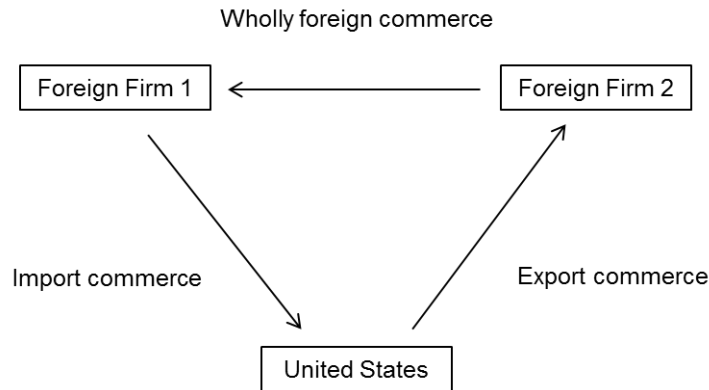 Wholly foreign commerce
Foreign Firm 1
Foreign Firm 2
Import commerce
Export commerce
United States